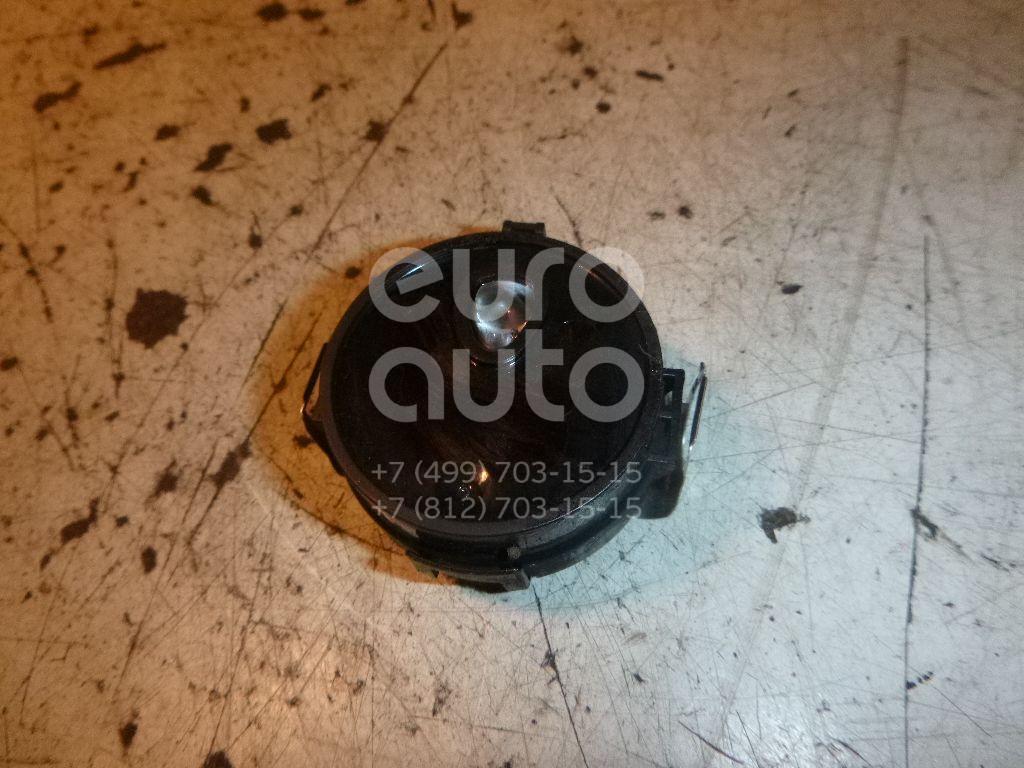 euro
auto
+7 (499) 703-15-15
+7 (812) 703-15-15